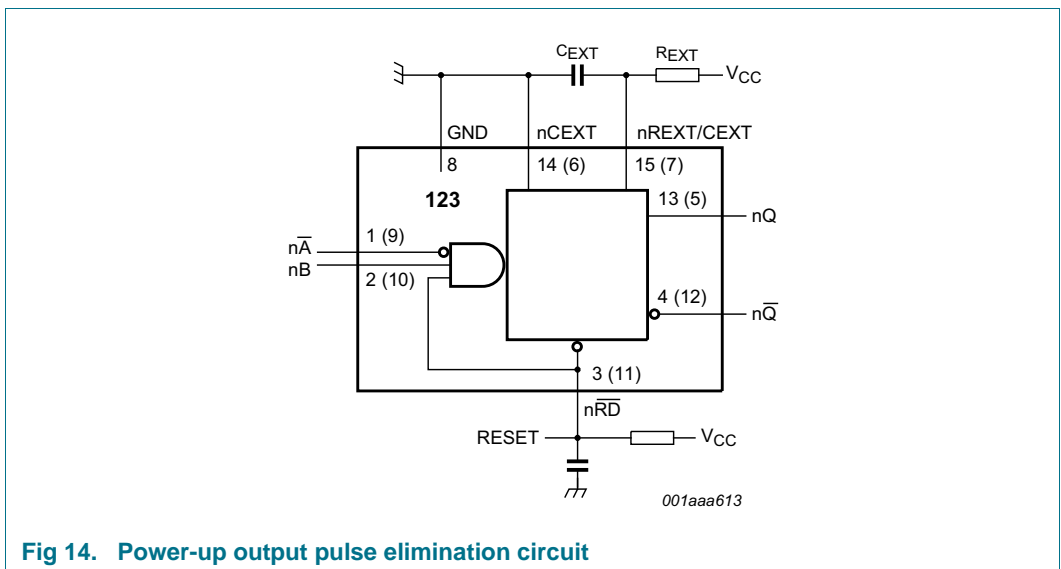 CEXT REXT
VCC
GND nCEXT nREXT/CEXT
8 14 (6) 15 (7)
123
13 (5)
nQ
1 (9)
nA̅
nB
2 (10)
4 (12)
nQ̅
3 (11)
nR̅D̅
RESET VCC
001aaa613
Fig 14. Power-up output pulse elimination circuit